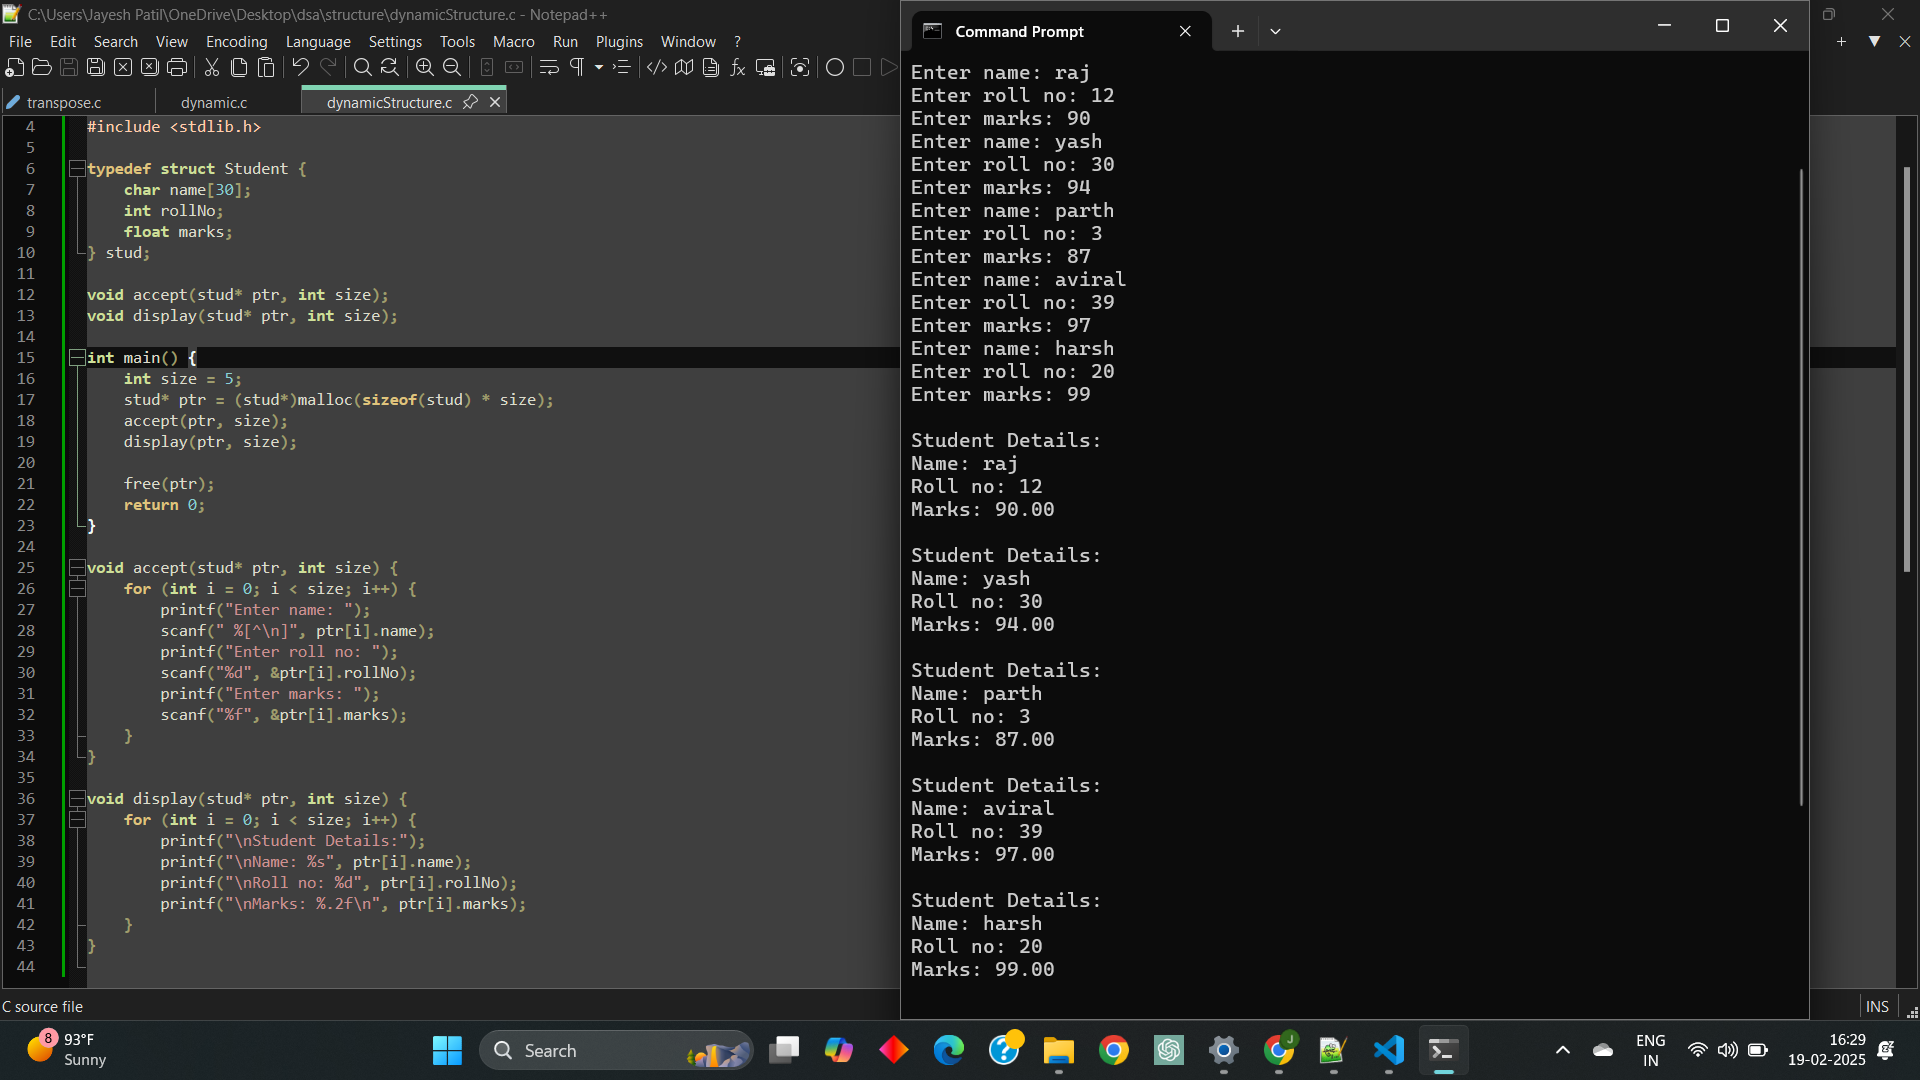 C:\Users\Jayesh Patil\OneDrive\Desktop\dsa\structure\dynamicStructure.c - Notepad++
File Edit Search View Encoding Language Settings Tools Macro Run Plugins Window ?
transpose.c dynamic.c dynamicStructure.c
4 #include <stdlib.h>
5
6 typedef struct Student {
7     char name[30];
8     int rollNo;
9     float marks;
10 } stud;
11
12 void accept(stud* ptr, int size);
13 void display(stud* ptr, int size);
14
15 int main() {
16     int size = 5;
17     stud* ptr = (stud*)malloc(sizeof(stud) * size);
18     accept(ptr, size);
19     display(ptr, size);
20
21     free(ptr);
22     return 0;
23 }
24
25 void accept(stud* ptr, int size) {
26     for (int i = 0; i < size; i++) {
27         printf("Enter name: ");
28         scanf(" %[^\n]", ptr[i].name);
29         printf("Enter roll no: ");
30         scanf("%d", &ptr[i].rollNo);
31         printf("Enter marks: ");
32         scanf("%f", &ptr[i].marks);
33     }
34 }
35
36 void display(stud* ptr, int size) {
37     for (int i = 0; i < size; i++) {
38         printf("\nStudent Details:");
39         printf("\nName: %s", ptr[i].name);
40         printf("\nRoll no: %d", ptr[i].rollNo);
41         printf("\nMarks: %.2f\n", ptr[i].marks);
42     }
43 }
44
C source file
INS
Command Prompt
Enter name: raj
Enter roll no: 12
Enter marks: 90
Enter name: yash
Enter roll no: 30
Enter marks: 94
Enter name: parth
Enter roll no: 3
Enter marks: 87
Enter name: aviral
Enter roll no: 39
Enter marks: 97
Enter name: harsh
Enter roll no: 20
Enter marks: 99

Student Details:
Name: raj
Roll no: 12
Marks: 90.00

Student Details:
Name: yash
Roll no: 30
Marks: 94.00

Student Details:
Name: parth
Roll no: 3
Marks: 87.00

Student Details:
Name: aviral
Roll no: 39
Marks: 97.00

Student Details:
Name: harsh
Roll no: 20
Marks: 99.00
8
93°F
Sunny
Search
J
ENG
IN
16:29
19-02-2025